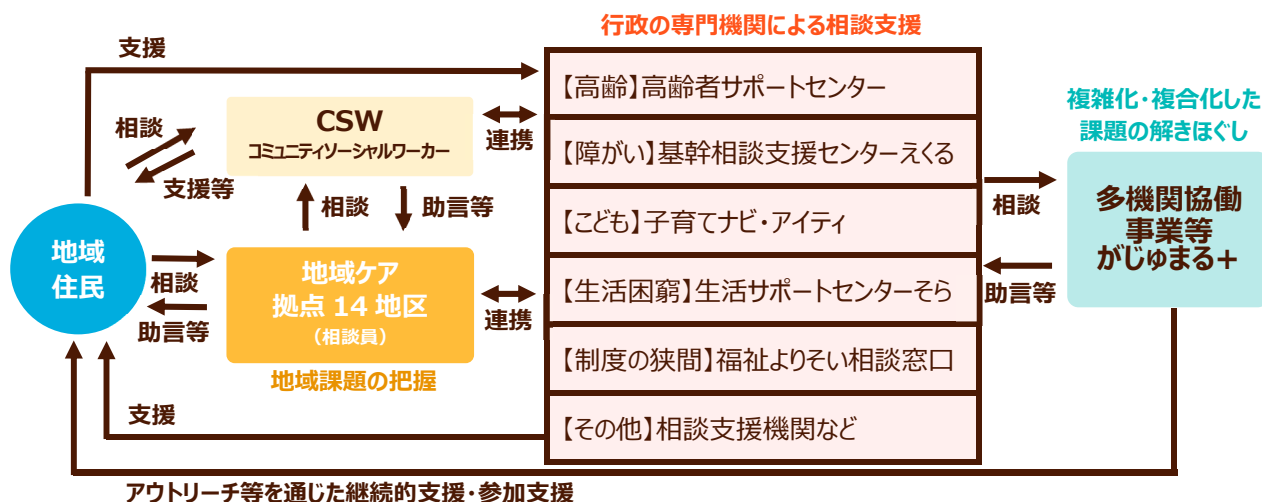 行政の専門機関による相談支援
支援
【高齢】高齢者サポートセンター
CSW
コミュニティソーシャルワーカー
連携
相談
支援等
【障がい】基幹相談支援センターえくる
複雑化・複合化した
課題の解きほぐし
相談
助言等
【こども】子育てナビ・アイティ
相談
多機関協働
事業等
がじゅまる+
地域
住民
相談
助言等
地域ケア
拠点14地区
(相談員)
連携
【生活困窮】生活サポートセンターそら
助言等
地域課題の把握
【制度の狭間】福祉よりそい相談窓口
支援
【その他】相談支援機関など
アウトリーチ等を通じた継続的支援・参加支援